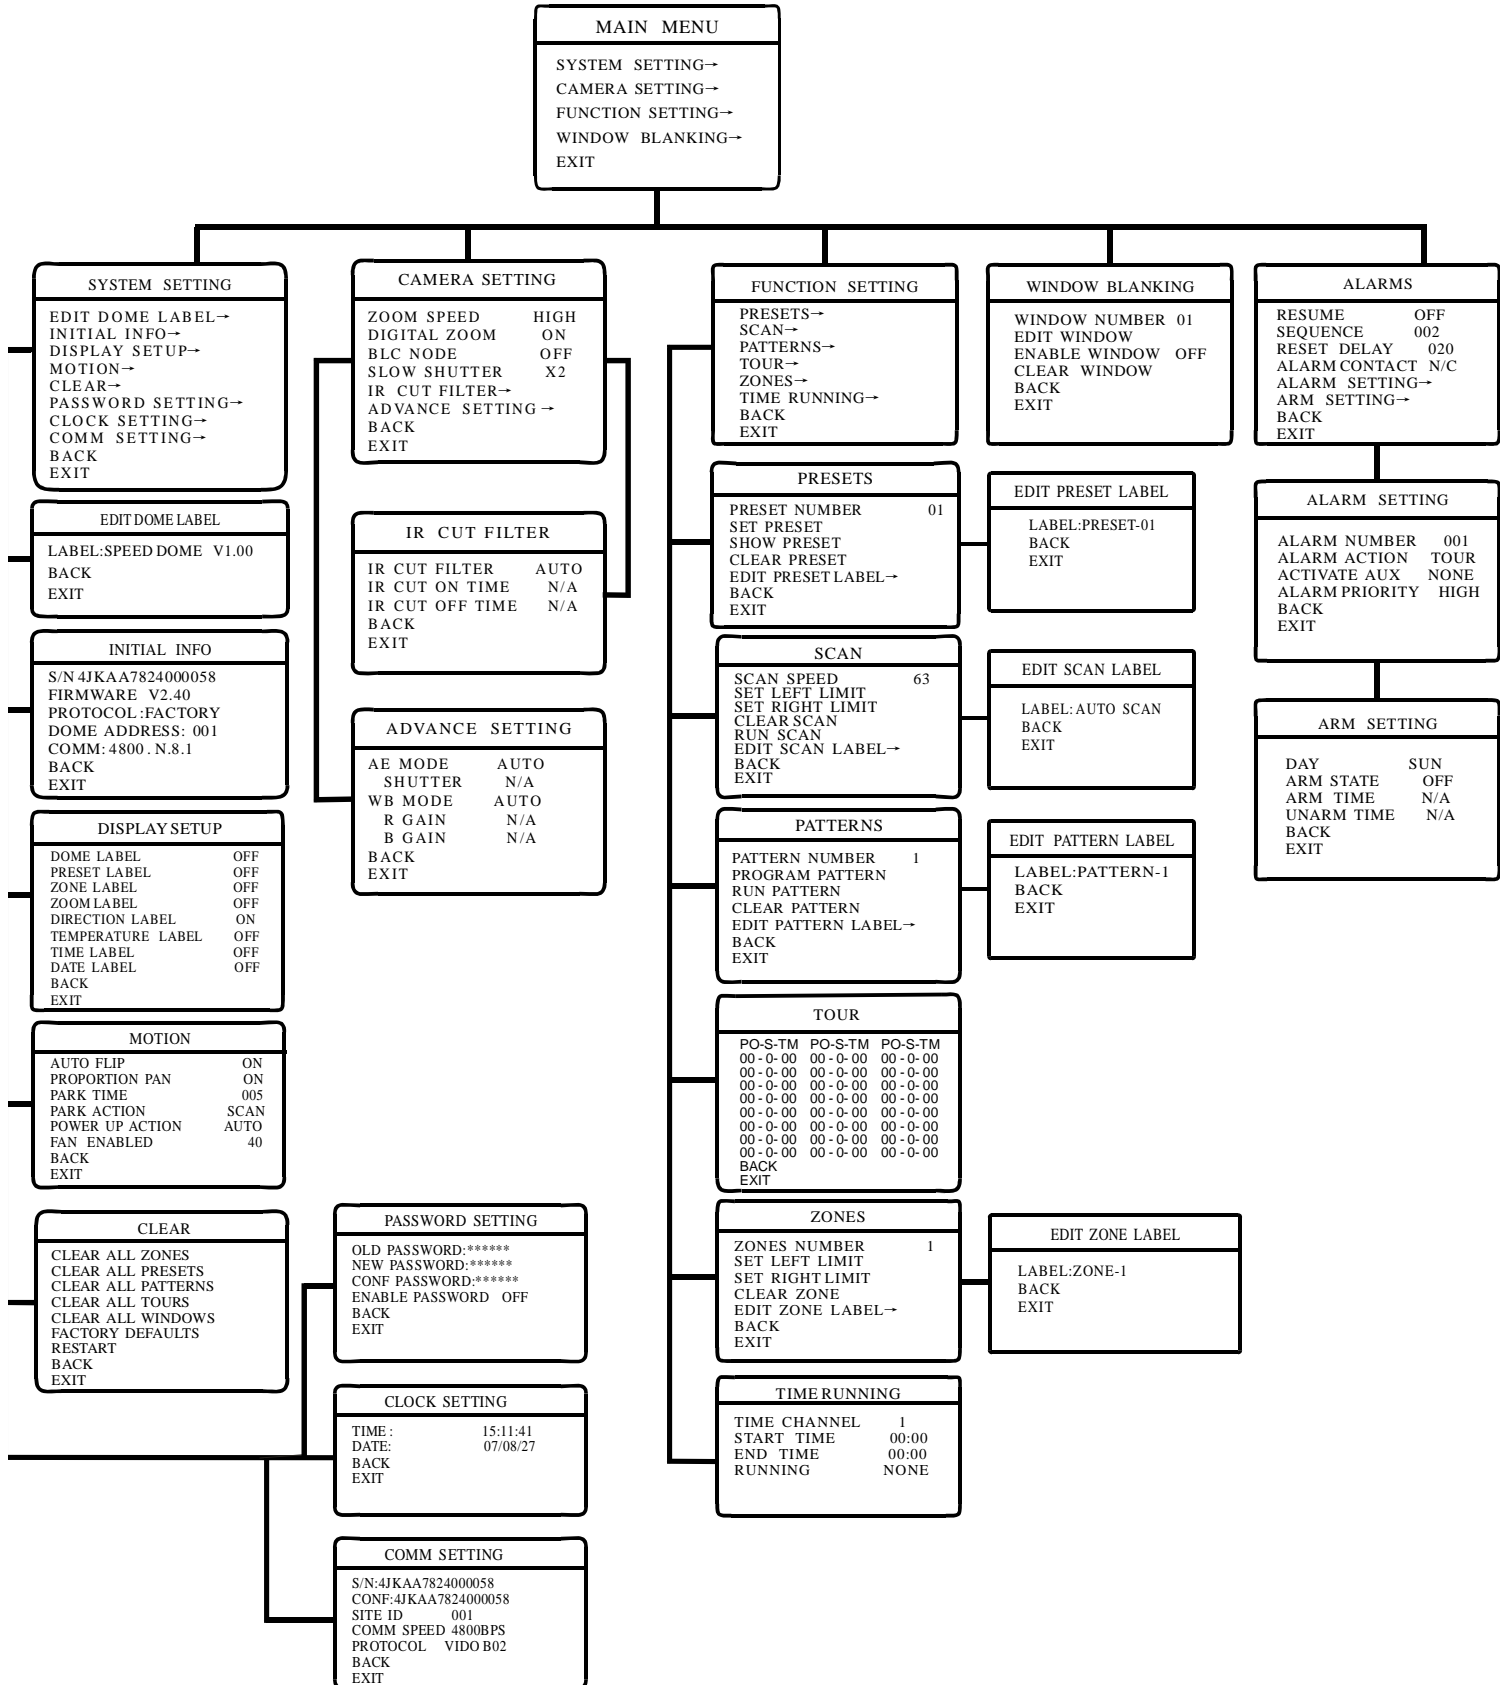 MAIN MENU
SYSTEM SETTING→
CAMERA SETTING→
FUNCTION SETTING→
WINDOW BLANKING→
EXIT
SYSTEM SETTING
EDIT DOME LABEL→
INITIAL INFO→
DISPLAY SETUP→
MOTION→
CLEAR→
PASSWORD SETTING→
CLOCK SETTING→
COMM SETTING→
BACK
EXIT
EDIT DOME LABEL
LABEL:SPEED DOME V1.00
BACK
EXIT
INITIAL INFO
S/N 4JKAA7824000058
FIRMWARE V2.40
PROTOCOL:FACTORY
DOME ADDRESS: 001
COMM: 4800 . N.8.1
BACK
EXIT
DISPLAY SETUP
DOME LABEL OFF
PRESET LABEL OFF
ZONE LABEL OFF
ZOOM LABEL OFF
DIRECTION LABEL ON
TEMPERATURE LABEL OFF
TIME LABEL OFF
DATE LABEL OFF
BACK
EXIT
MOTION
AUTO FLIP ON
PROPORTION PAN ON
PARK TIME 005
PARK ACTION SCAN
POWER UP ACTION AUTO
FAN ENABLED 40
BACK
EXIT
CLEAR
CLEAR ALL ZONES
CLEAR ALL PRESETS
CLEAR ALL PATTERNS
CLEAR ALL TOURS
CLEAR ALL WINDOWS
FACTORY DEFAULTS
RESTART
BACK
EXIT
CAMERA SETTING
ZOOM SPEED HIGH
DIGITAL ZOOM ON
BLC NODE OFF
SLOW SHUTTER X2
IR CUT FILTER→
ADVANCE SETTING→
BACK
EXIT
IR CUT FILTER
IR CUT FILTER AUTO
IR CUT ON TIME N/A
IR CUT OFF TIME N/A
BACK
EXIT
ADVANCE SETTING
AE MODE AUTO
SHUTTER N/A
WB MODE AUTO
R GAIN N/A
B GAIN N/A
BACK
EXIT
PASSWORD SETTING
OLD PASSWORD:******
NEW PASSWORD:******
CONF PASSWORD:******
ENABLE PASSWORD OFF
BACK
EXIT
CLOCK SETTING
TIME : 15:11:41
DATE: 07/08/27
BACK
EXIT
COMM SETTING
S/N:4JKAA7824000058
CONF:4JKAA7824000058
SITE ID 001
COMM SPEED 4800BPS
PROTOCOL VIDO B02
BACK
EXIT
FUNCTION SETTING
PRESETS→
SCAN→
PATTERNS→
TOUR→
ZONES→
TIME RUNNING→
BACK
EXIT
PRESETS
PRESET NUMBER 01
SET PRESET
SHOW PRESET
CLEAR PRESET
EDIT PRESET LABEL→
BACK
EXIT
SCAN
SCAN SPEED 63
SET LEFT LIMIT
SET RIGHT LIMIT
CLEAR SCAN
RUN SCAN
EDIT SCAN LABEL→
BACK
EXIT
PATTERNS
PATTERN NUMBER 1
PROGRAM PATTERN
RUN PATTERN
CLEAR PATTERN
EDIT PATTERN LABEL→
BACK
EXIT
TOUR
PO-S-TM PO-S-TM PO-S-TM
00 - 0- 00 00 - 0- 00 00 - 0- 00
00 - 0- 00 00 - 0- 00 00 - 0- 00
00 - 0- 00 00 - 0- 00 00 - 0- 00
00 - 0- 00 00 - 0- 00 00 - 0- 00
00 - 0- 00 00 - 0- 00 00 - 0- 00
00 - 0- 00 00 - 0- 00 00 - 0- 00
00 - 0- 00 00 - 0- 00 00 - 0- 00
00 - 0- 00 00 - 0- 00 00 - 0- 00
BACK
EXIT
ZONES
ZONES NUMBER 1
SET LEFT LIMIT
SET RIGHT LIMIT
CLEAR ZONE
EDIT ZONE LABEL→
BACK
EXIT
TIME RUNNING
TIME CHANNEL 1
START TIME 00:00
END TIME 00:00
RUNNING NONE
WINDOW BLANKING
WINDOW NUMBER 01
EDIT WINDOW
ENABLE WINDOW OFF
CLEAR WINDOW
BACK
EXIT
EDIT PRESET LABEL
LABEL:PRESET-01
BACK
EXIT
EDIT SCAN LABEL
LABEL: AUTO SCAN
BACK
EXIT
EDIT PATTERN LABEL
LABEL:PATTERN-1
BACK
EXIT
EDIT ZONE LABEL
LABEL:ZONE-1
BACK
EXIT
ALARMS
RESUME OFF
SEQUENCE 002
RESET DELAY 020
ALARM CONTACT N/C
ALARM SETTING→
ARM SETTING→
BACK
EXIT
ALARM SETTING
ALARM NUMBER 001
ALARM ACTION TOUR
ACTIVATE AUX NONE
ALARM PRIORITY HIGH
BACK
EXIT
ARM SETTING
DAY SUN
ARM STATE OFF
ARM TIME N/A
UNARM TIME N/A
BACK
EXIT